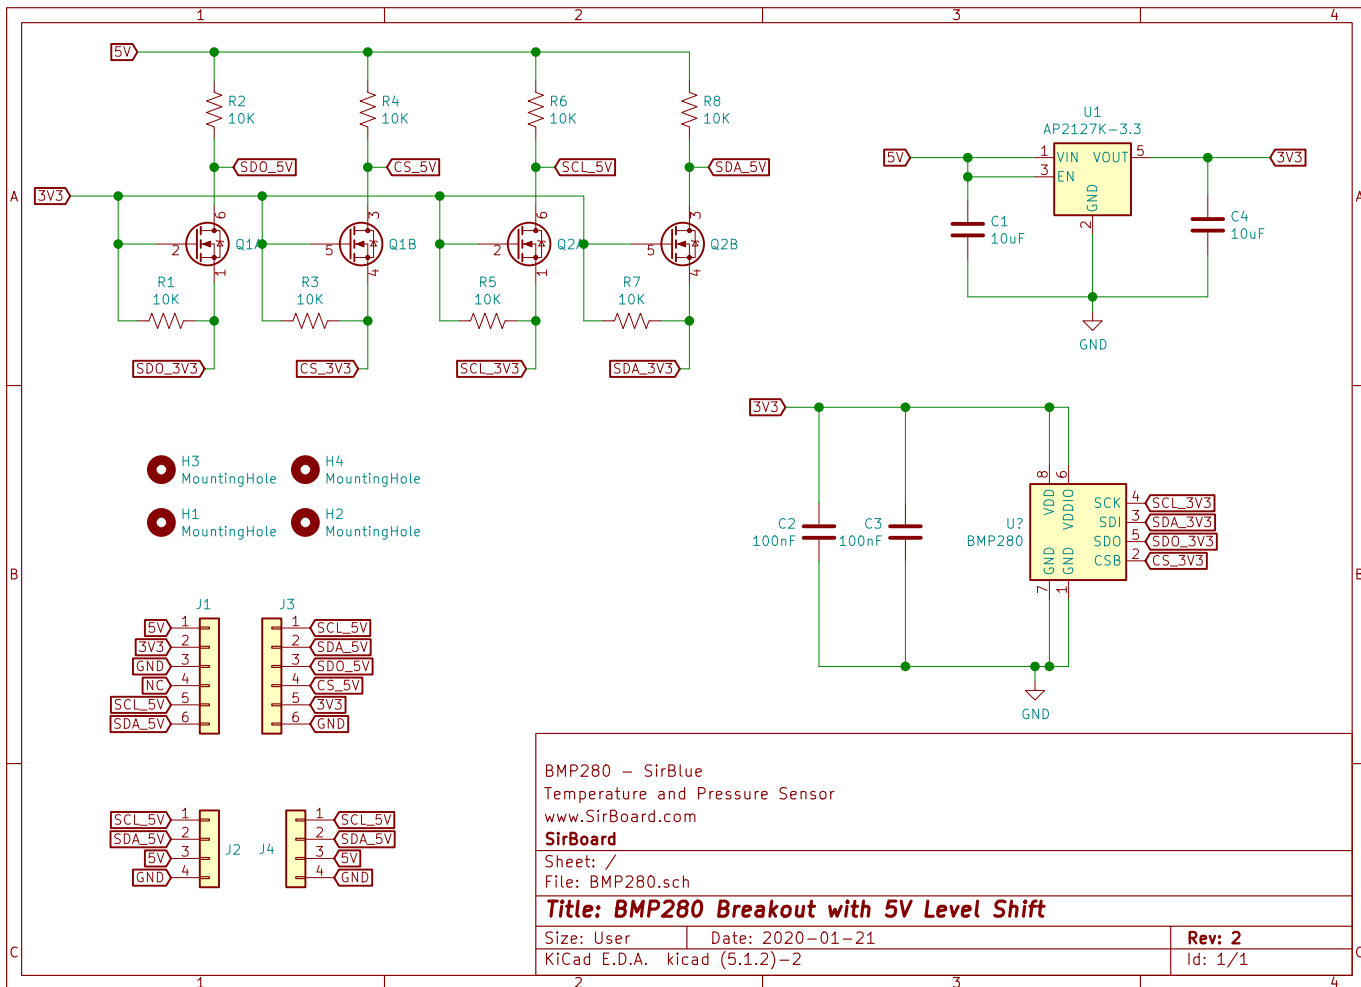 1 2 3 4
A A
B B
C C
5V
R2
10K
R4
10K
R6
10K
R8
10K
SDO_5V
CS_5V
SCL_5V
SDA_5V
3V3
6
2
1
Q1A
3
5
4
Q1B
6
2
1
Q2A
3
5
4
Q2B
R1
10K
R3
10K
R5
10K
R7
10K
SDO_3V3
CS_3V3
SCL_3V3
SDA_3V3
U1
AP2127K-3.3
5V
1 VIN VOUT 5
3 EN
GND
2
3V3
C1
10uF
C4
10uF
GND
3V3
C2
100nF
C3
100nF
U?
BMP280
8 6
VDD VDDIO
SCK 4 SCL_3V3
SDI 3 SDA_3V3
SDO 5 SDO_3V3
CSB 2 CS_3V3
GND GND
7 1
GND
H3
MountingHole
H4
MountingHole
H1
MountingHole
H2
MountingHole
J1
5V 1
3V3 2
GND 3
NC 4
SCL_5V 5
SDA_5V 6
J3
1 SCL_5V
2 SDA_5V
3 SDO_5V
4 CS_5V
5 3V3
6 GND
J2
SCL_5V 1
SDA_5V 2
5V 3
GND 4
J4
1 SCL_5V
2 SDA_5V
3 5V
4 GND
BMP280 - SirBlue
Temperature and Pressure Sensor
www.SirBoard.com
SirBoard
Sheet: /
File: BMP280.sch
Title: BMP280 Breakout with 5V Level Shift
Size: User Date: 2020-01-21 Rev: 2
KiCad E.D.A. kicad (5.1.2)-2 Id: 1/1
1 2 3 4